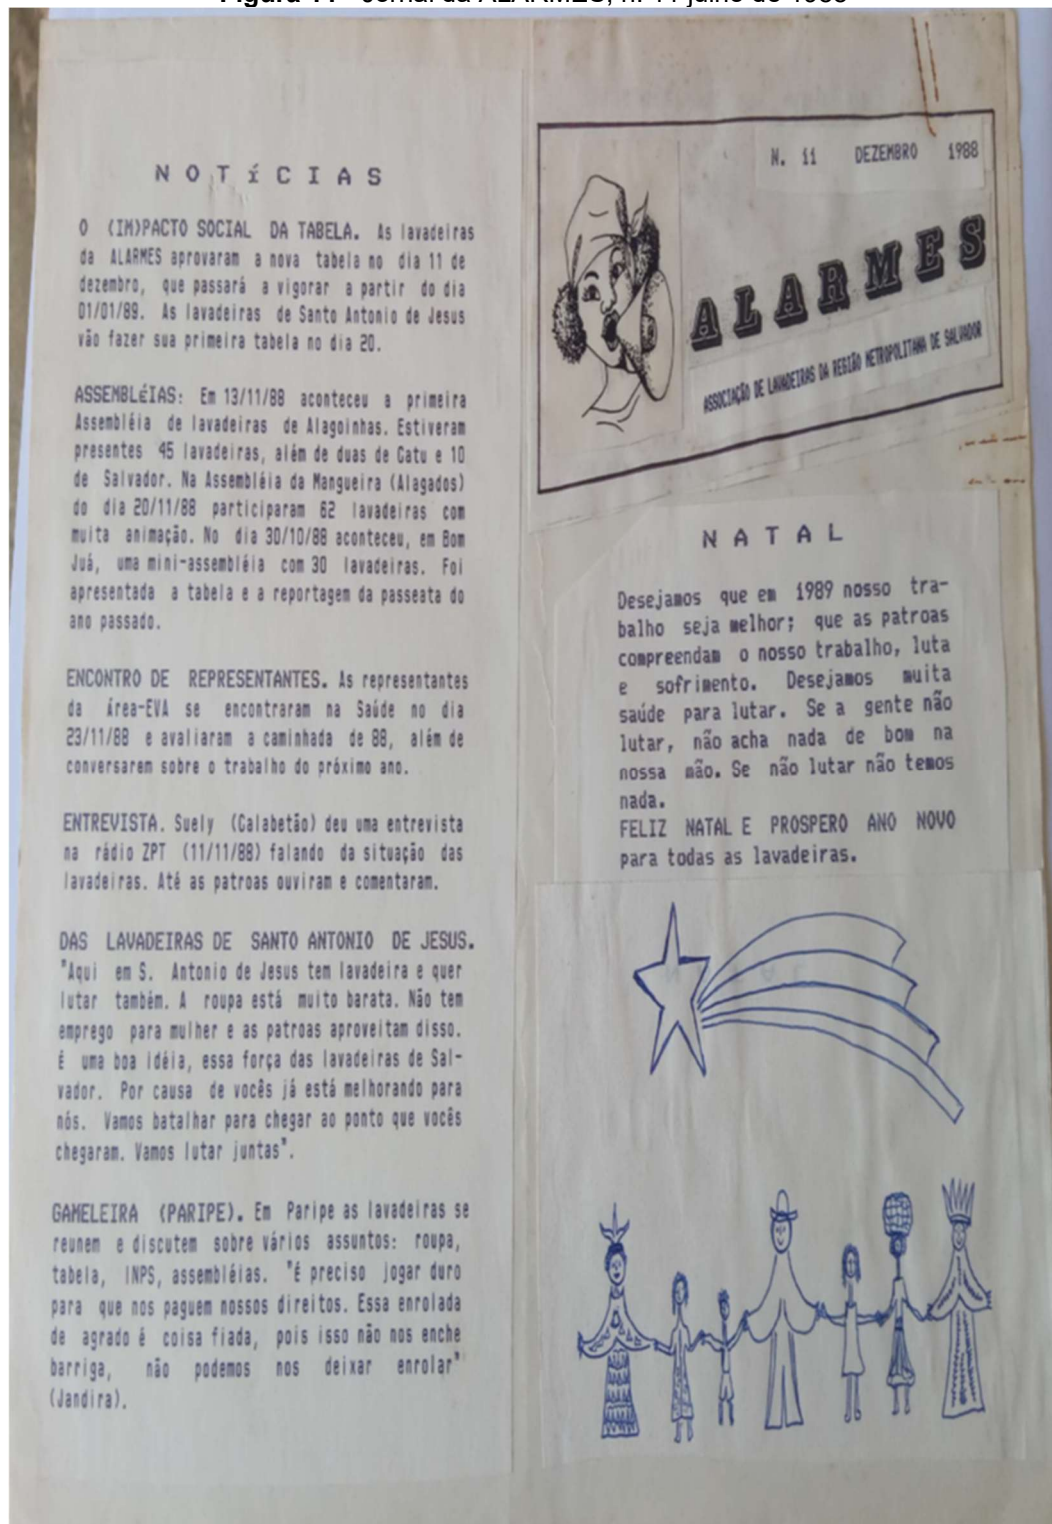 Figura 11 - Jornal da ALARMES, nº 11 julho de 1988
NOTíCIAS
O (IM)PACTO SOCIAL DA TABELA. As lavadeiras
da ALARMES aprovaram a nova tabela no dia 11 de
dezembro, que passará a vigorar a partir do dia
01/01/89. As lavadeiras de Santo Antonio de Jesus
vão fazer sua primeira tabela no dia 20.
ASSEMBLéIAS: Em 13/11/88 aconteceu a primeira
Assembléia de lavadeiras de Alagoinhas. Estiveram
presentes 45 lavadeiras, além de duas de Catu e 10
de Salvador. Na Assembléia da Mangueira (Alagados)
do dia 20/11/88 participaram 62 lavadeiras com
muita animação. No dia 30/10/88 aconteceu, em Bom
Juá, uma mini-assembléia com 30 lavadeiras. Foi
apresentada a tabela e a reportagem da passeata do
ano passado.
ENCONTRO DE REPRESENTANTES. As representantes
da área-EVA se encontraram na Saúde no dia
23/11/88 e avaliaram a caminhada de 88, além de
conversarem sobre o trabalho do próximo ano.
ENTREVISTA. Suely (Calabetão) deu uma entrevista
na rádio ZPT (11/11/88) falando da situação das
lavadeiras. Até as patroas ouviram e comentaram.
DAS LAVADEIRAS DE SANTO ANTONIO DE JESUS.
"Aqui em S. Antonio de Jesus tem lavadeira e quer
lutar também. A roupa está muito barata. Não tem
emprego para mulher e as patroas aproveitam disso.
É uma boa idéia, essa força das lavadeiras de Sal-
vador. Por causa de vocês já está melhorando para
nós. Vamos batalhar para chegar ao ponto que vocês
chegaram. Vamos lutar juntas".
GAMELEIRA (PARIPE). Em Paripe as lavadeiras se
reunem e discutem sobre vários assuntos: roupa,
tabela, INPS, assembléias. "É preciso jogar duro
para que nos paguem nossos direitos. Essa enrolada
de agrado é coisa fiada, pois isso não nos enche
barriga, não podemos nos deixar enrolar"
(Jandira).
N. 11 DEZEMBRO 1988
ALARMES
ASSOCIAÇÃO DE LAVADEIRAS DA REGIÃO METROPOLITANA DE SALVADOR
NATAL
Desejamos que em 1989 nosso tra-
balho seja melhor; que as patroas
compreendam o nosso trabalho, luta
e sofrimento. Desejamos muita
saúde para lutar. Se a gente não
lutar, não acha nada de bom na
nossa mão. Se não lutar não temos
nada.
FELIZ NATAL E PROSPERO ANO NOVO
para todas as lavadeiras.